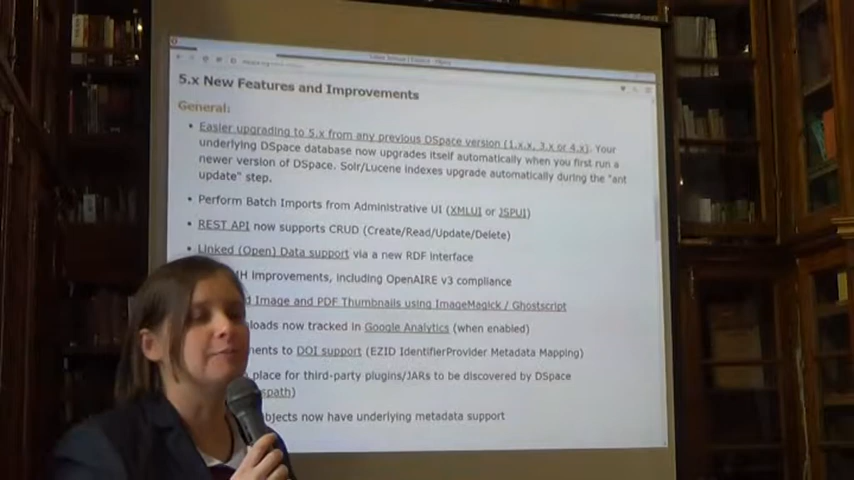 5.x New Features and Improvements
General:
Easier upgrading to 5.x from any previous DSpace version (1.x.x, 3.x or 4.x). Your
underlying DSpace database now upgrades itself automatically when you first run a
newer version of DSpace. Solr/Lucene indexes upgrade automatically during the "ant
update" step.
Perform Batch Imports from Administrative UI (XMLUI or JSPUI)
REST API now supports CRUD (Create/Read/Update/Delete)
Linked (Open) Data support via a new RDF interface
H improvements, including OpenAIRE v3 compliance
d Image and PDF Thumbnails using ImageMagick / Ghostscript
loads now tracked in Google Analytics (when enabled)
ents to DOI support (EZID IdentifierProvider Metadata Mapping)
place for third-party plugins/JARs to be discovered by DSpace
spath)
bjects now have underlying metadata support